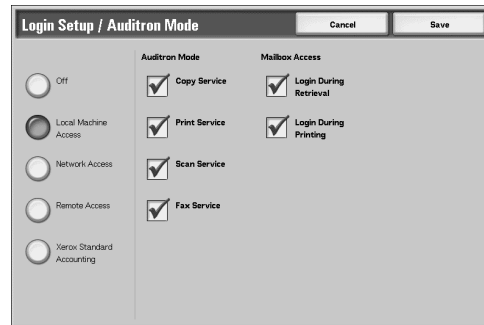 Login Setup / Auditron Mode
Cancel
Save
Auditron Mode
Mailbox Access
Off
Copy Service
Login During
Retrieval
Local Machine
Access
Print Service
Login During
Printing
Network Access
Scan Service
Remote Access
Fax Service
Xerox Standard
Accounting